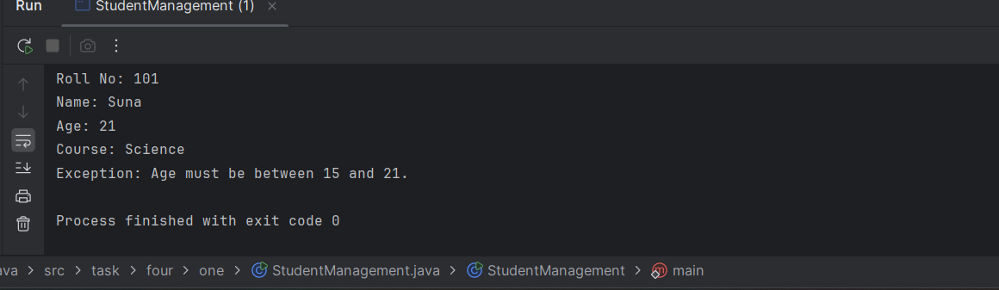 Run StudentManagement (1)
Roll No: 101
Name: Suna
Age: 21
Course: Science
Exception: Age must be between 15 and 21.
Process finished with exit code 0
ava > src > task > four > one > StudentManagement.java > StudentManagement > main